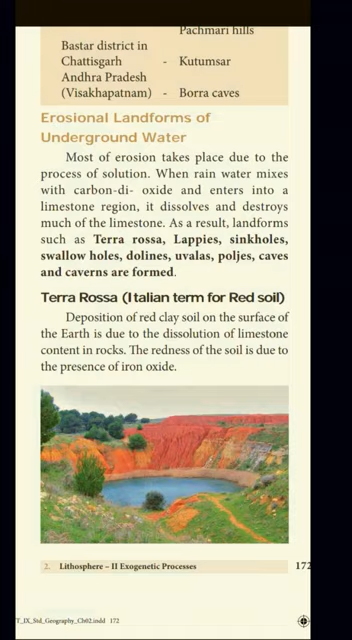 Pachmari hills
Bastar district in
Chattisgarh - Kutumsar
Andhra Pradesh
(Visakhapatnam) - Borra caves
Erosional Landforms of
Underground Water
Most of erosion takes place due to the
process of solution. When rain water mixes
with carbon-di- oxide and enters into a
limestone region, it dissolves and destroys
much of the limestone. As a result, landforms
such as Terra rossa, Lappies, sinkholes,
swallow holes, dolines, uvalas, poljes, caves
and caverns are formed.
Terra Rossa (Italian term for Red soil)
Deposition of red clay soil on the surface of
the Earth is due to the dissolution of limestone
content in rocks. The redness of the soil is due to
the presence of iron oxide.
2. Lithosphere – II Exogenetic Processes 172
T_IX_Std_Geography_Ch02.indd 172